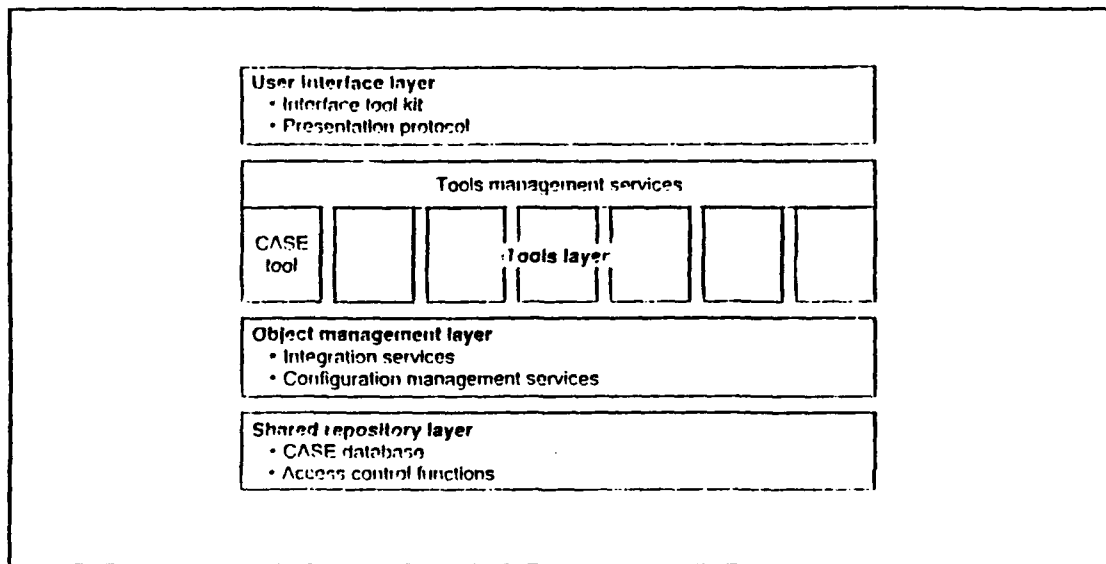 User interface layer
• Interface tool kit
• Presentation protocol
Tools management services
CASE
tool
Tools layer
Object management layer
• Integration services
• Configuration management services
Shared repository layer
• CASE database
• Access control functions